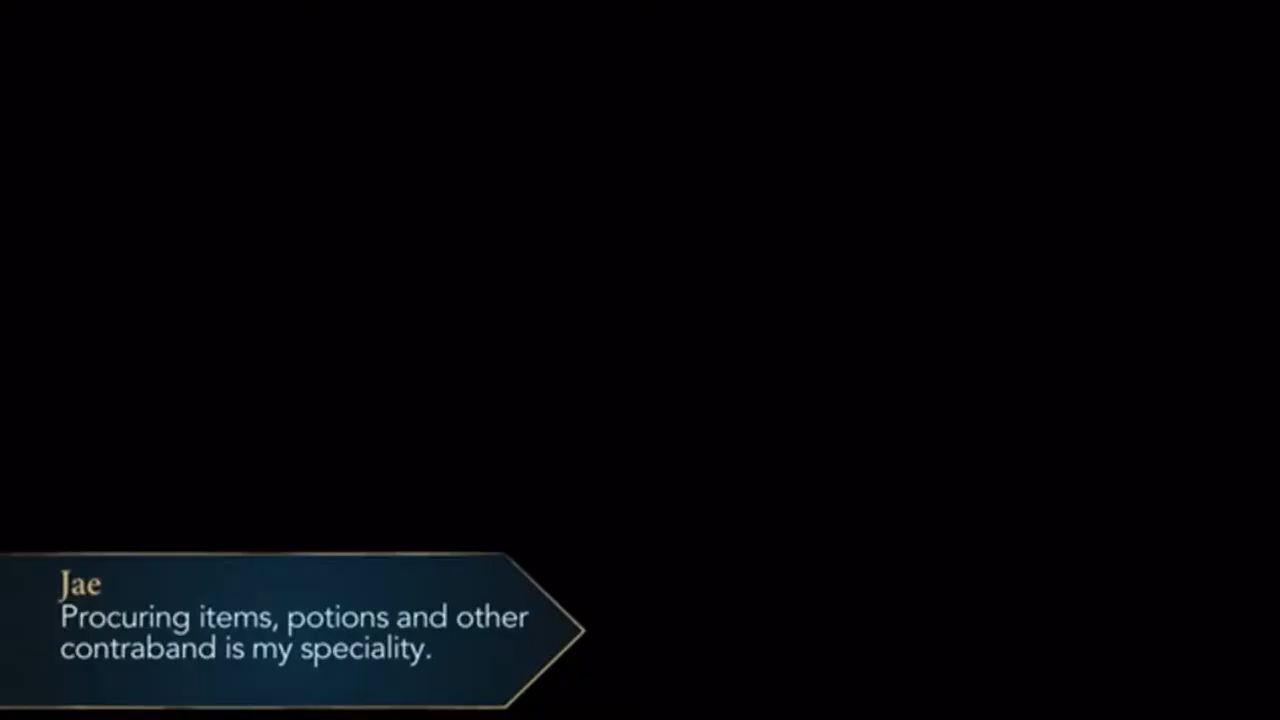 Jae
Procuring items, potions and other
contraband is my speciality.